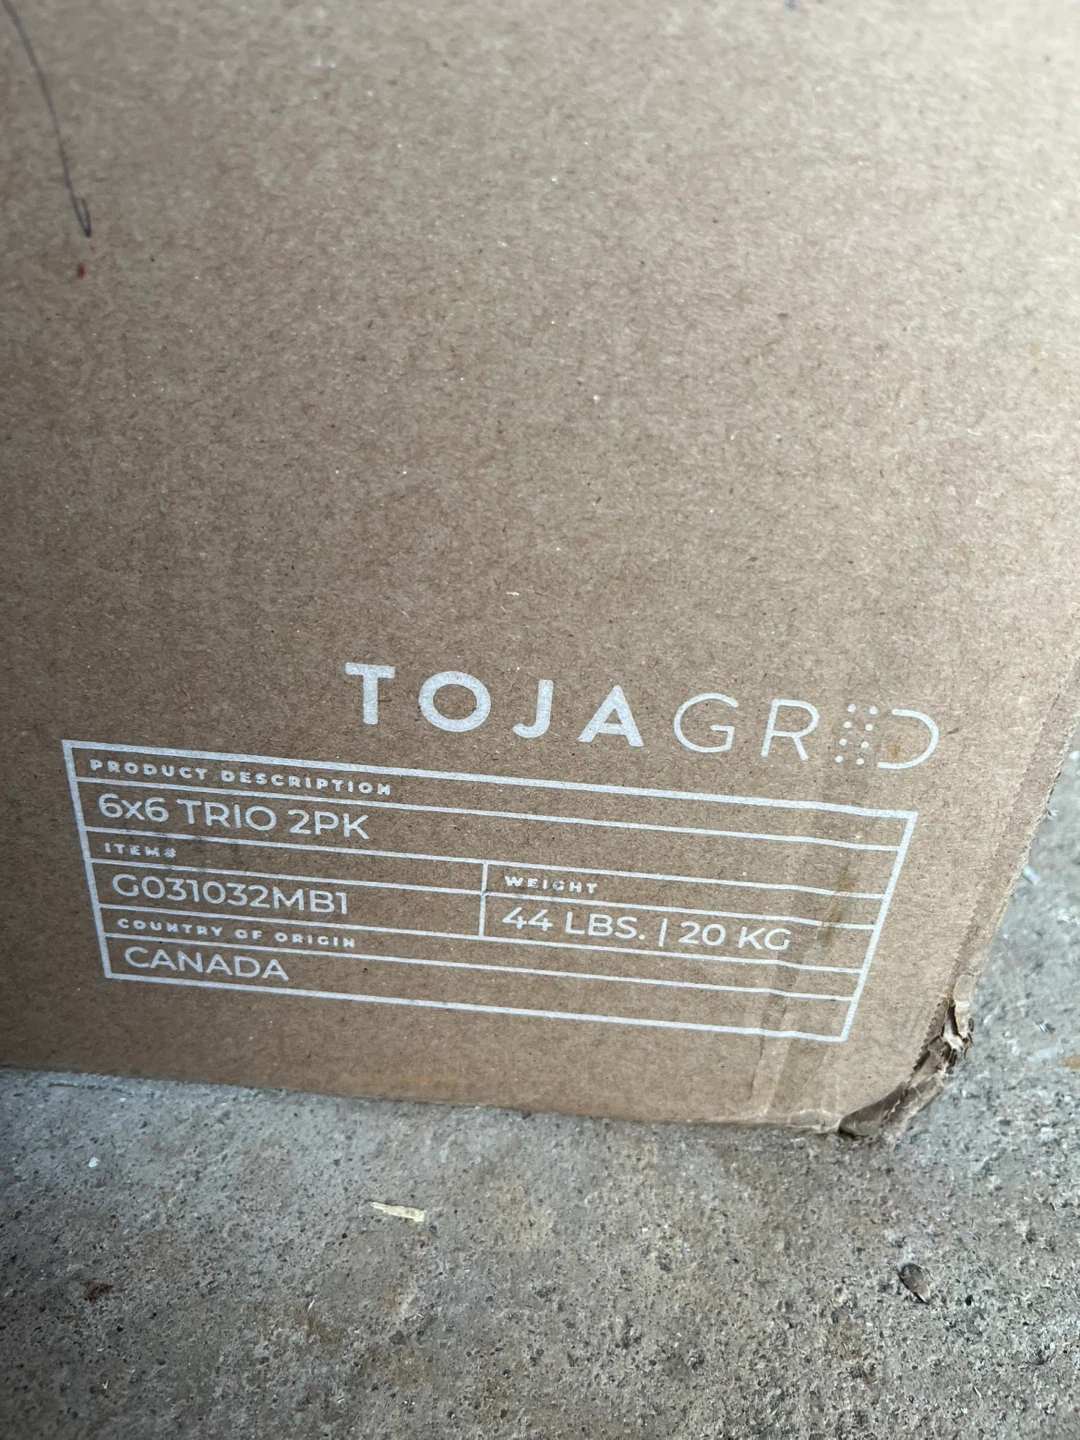 TOJAGRID
PRODUCT DESCRIPTION
6x6 TRIO 2PK
ITEM#
G031032MB1
WEIGHT
44 LBS. | 20 KG
COUNTRY OF ORIGIN
CANADA